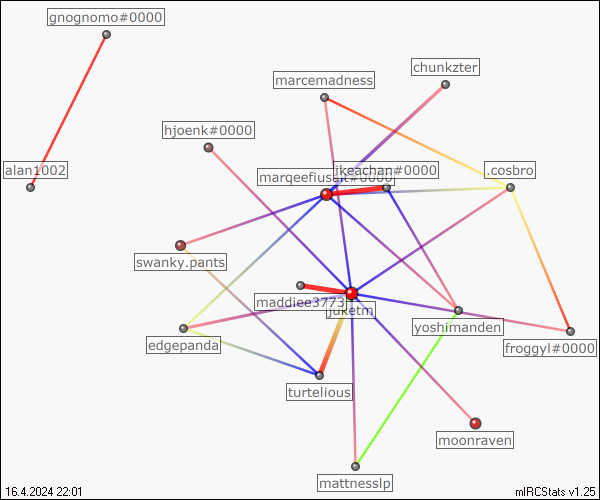 gnognomo#0000
chunkzter
marcemadness
hjoenk#0000
alan1002
marqeefiusat#0000
ikeachan#0000
.cosbro
swanky.pants
maddiee3773
juketm
yoshimanden
edgepanda
froggyl#0000
turtelious
moonraven
mattnesslp
16.4.2024 22:01
mIRCStats v1.25